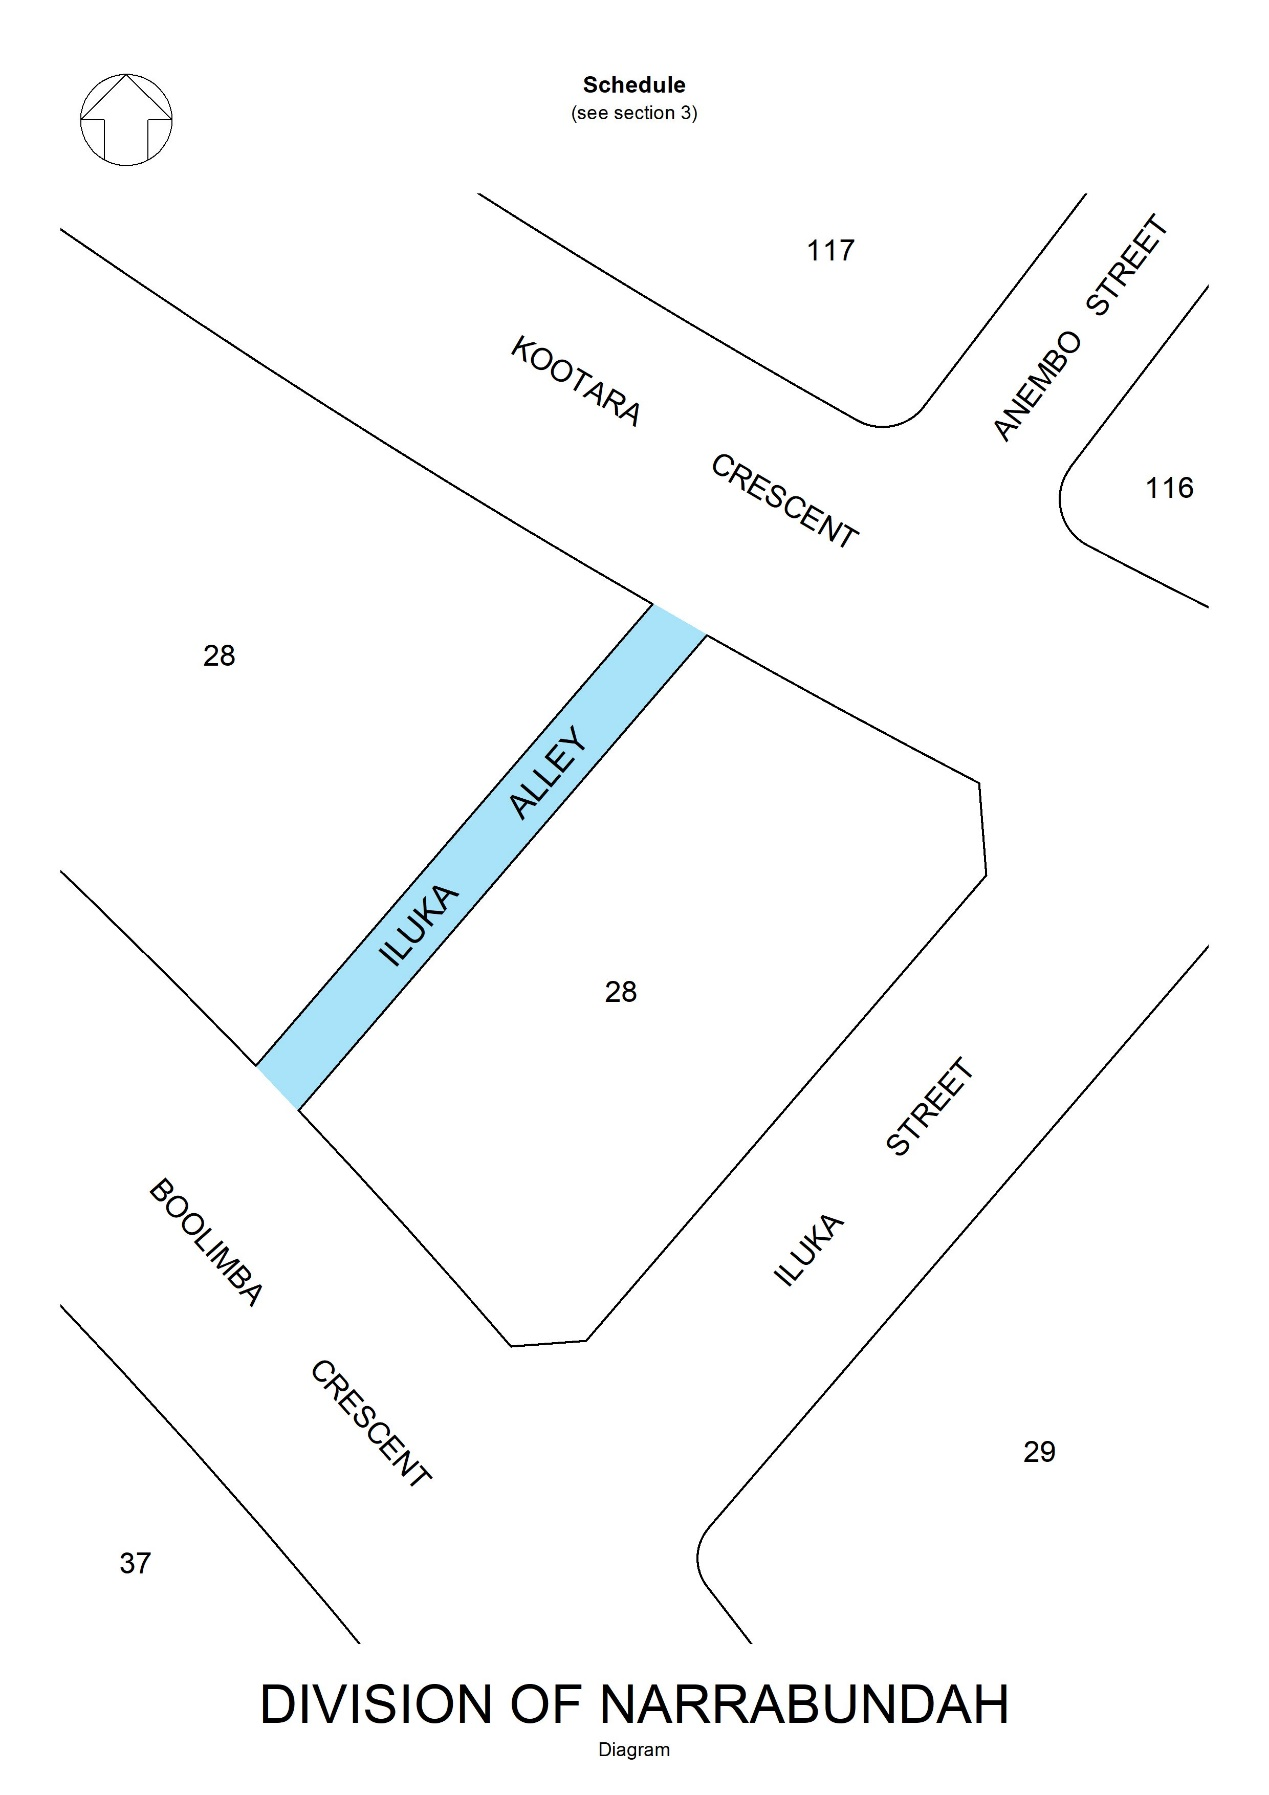 Schedule
(see section 3)
117
ANEMBO STREET
KOOTARA CRESCENT
116
28
ILUKA ALLEY
28
ILUKA STREET
BOOLIMBA CRESCENT
29
37
DIVISION OF NARRABUNDAH
Diagram